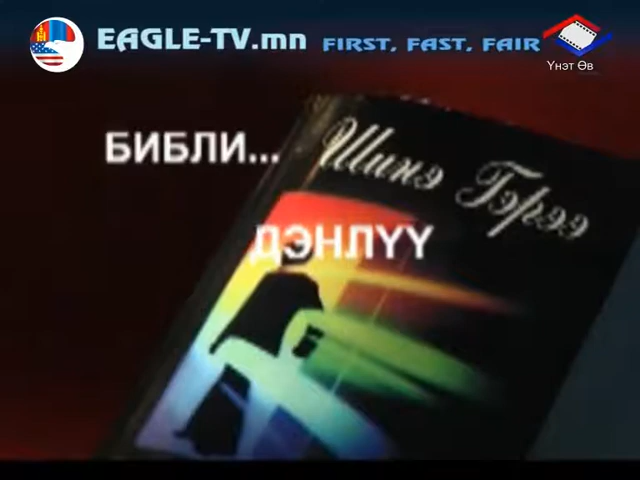 EAGLE-TV.mn FIRST, FAST, FAIR
Үнэт Өв
БИБЛИ...
Шинэ Гэрээ
ДЭНЛҮҮ